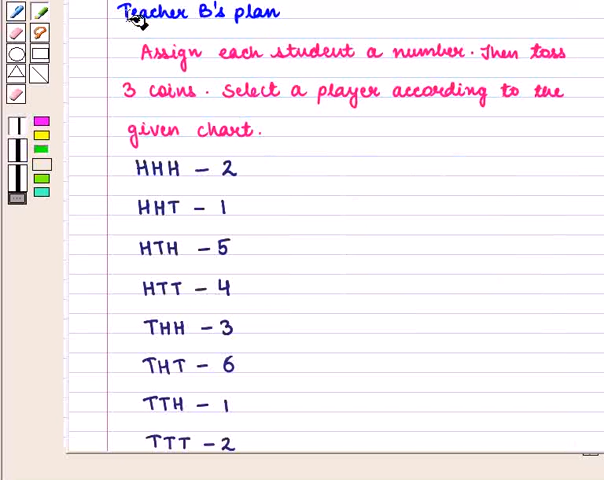 Teacher B's plan
Assign each student a number. Then toss
3 coins. Select a player according to the
given chart.
HHH - 2
HHT - 1
HTH - 5
HTT - 4
THH - 3
THT - 6
TTH - 1
TTT - 2